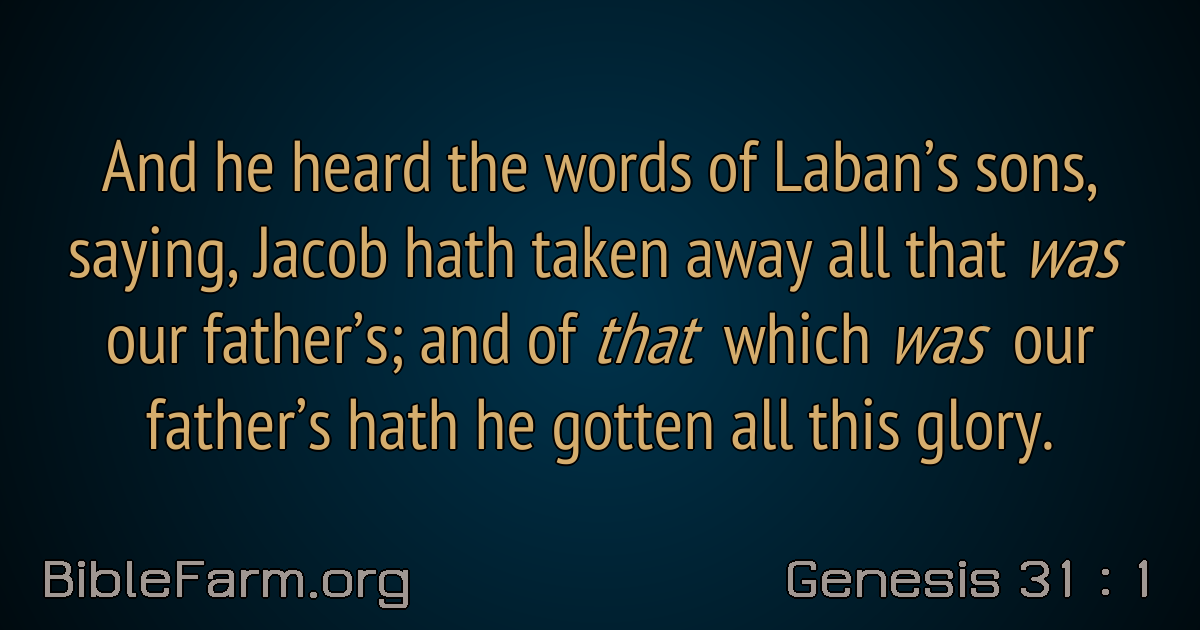 And he heard the words of Laban’s sons,
saying, Jacob hath taken away all that was
our father’s; and of that which was our
father’s hath he gotten all this glory.
BibleFarm.org
Genesis 31 : 1